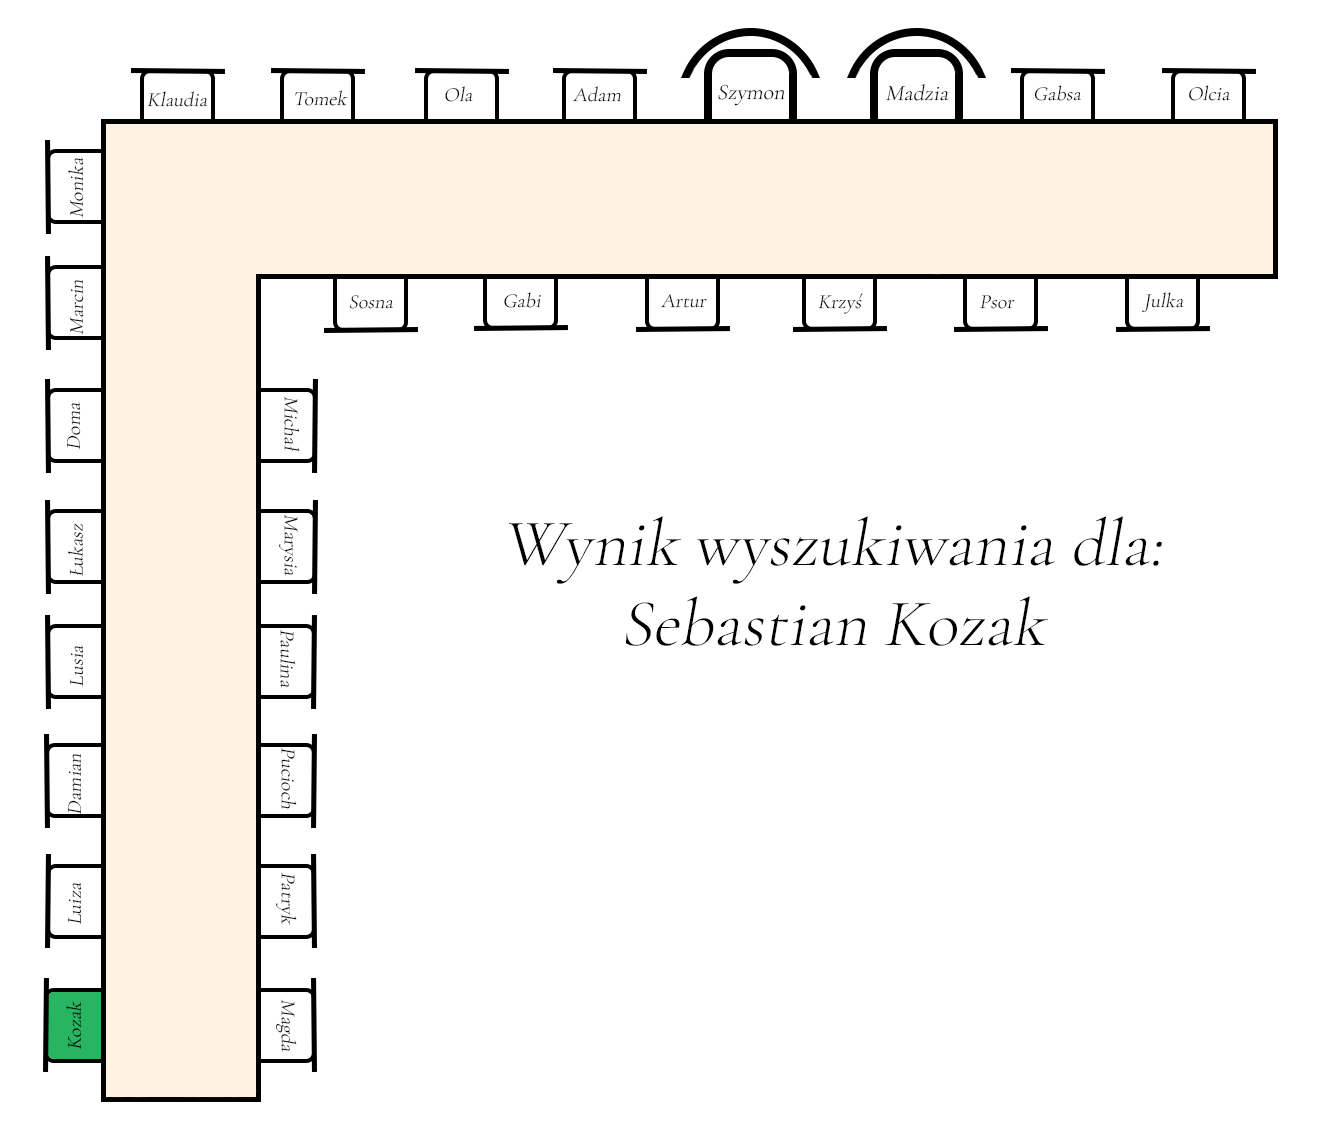 Klaudia
Tomek
Ola
Adam
Szymon
Madzia
Gabsa
Olcia
Monika
Marcin
Doma
Łukasz
Lusia
Damian
Luiza
Kozak
Sosna
Gabi
Artur
Krzyś
Psor
Julka
Michał
Marysia
Paulina
Pucioch
Patryk
Magda
Wynik wyszukiwania dla:
Sebastian Kozak